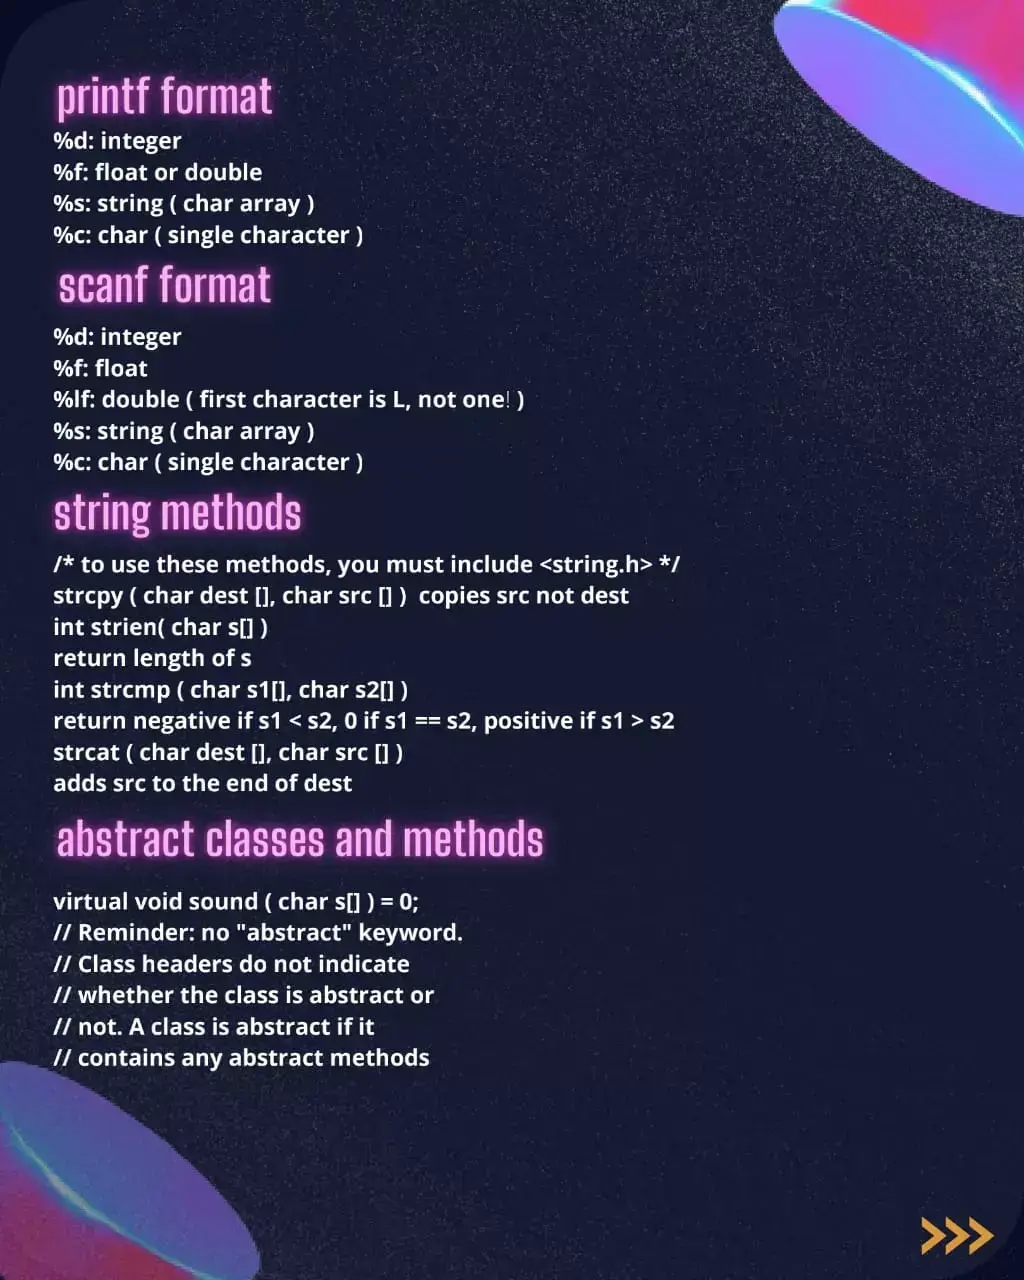 printf format
%d: integer
%f: float or double
%s: string ( char array )
%c: char ( single character )
scanf format
%d: integer
%f: float
%lf: double ( first character is L, not one! )
%s: string ( char array )
%c: char ( single character )
string methods
/* to use these methods, you must include <string.h> */
strcpy ( char dest [], char src [] )  copies src not dest
int strien( char s[] )
return length of s
int strcmp ( char s1[], char s2[] )
return negative if s1 < s2, 0 if s1 == s2, positive if s1 > s2
strcat ( char dest [], char src [] )
adds src to the end of dest
abstract classes and methods
virtual void sound ( char s[] ) = 0;
// Reminder: no "abstract" keyword.
// Class headers do not indicate
// whether the class is abstract or
// not. A class is abstract if it
// contains any abstract methods